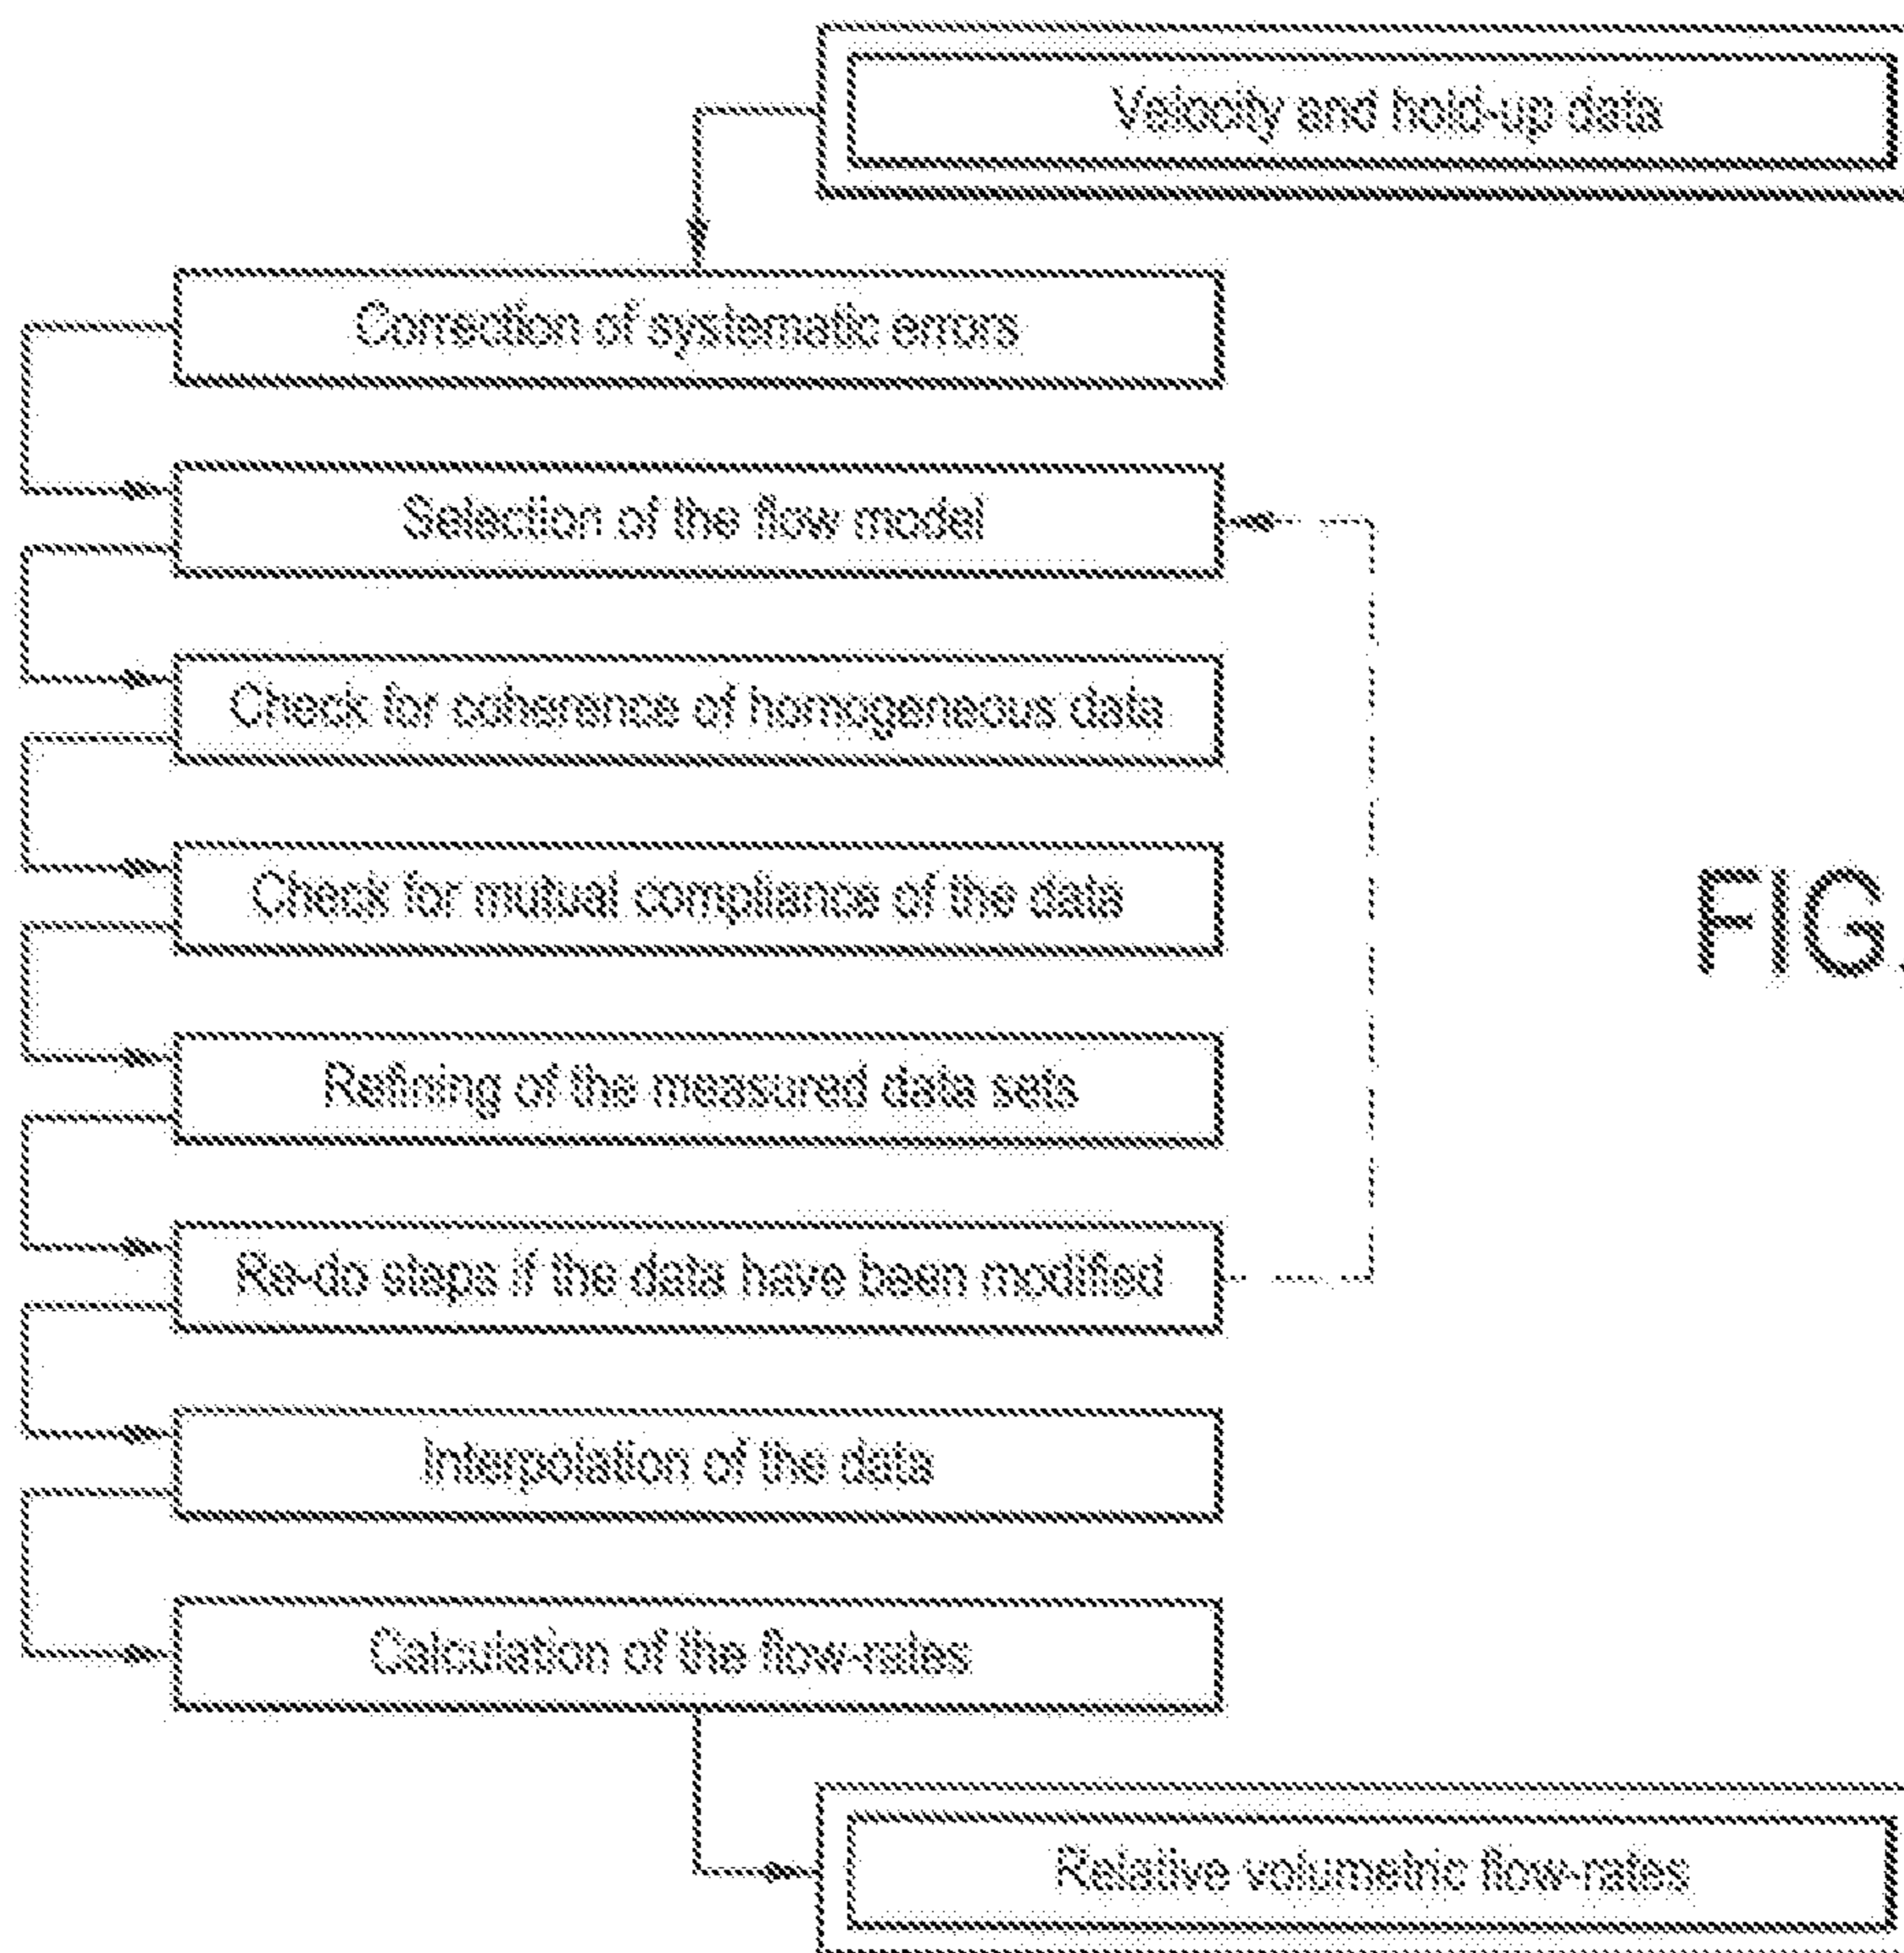 Velocity and hold-up data
Correction of systematic errors
Selection of the flow model
Check for coherence of homogeneous data
Check for mutual compliance of the data
FIG.
Refining of the measured data sets
Re-do steps if the data have been modified
Interpolation of the data
Calculation of the flow-rates
Relative volumetric flow-rates